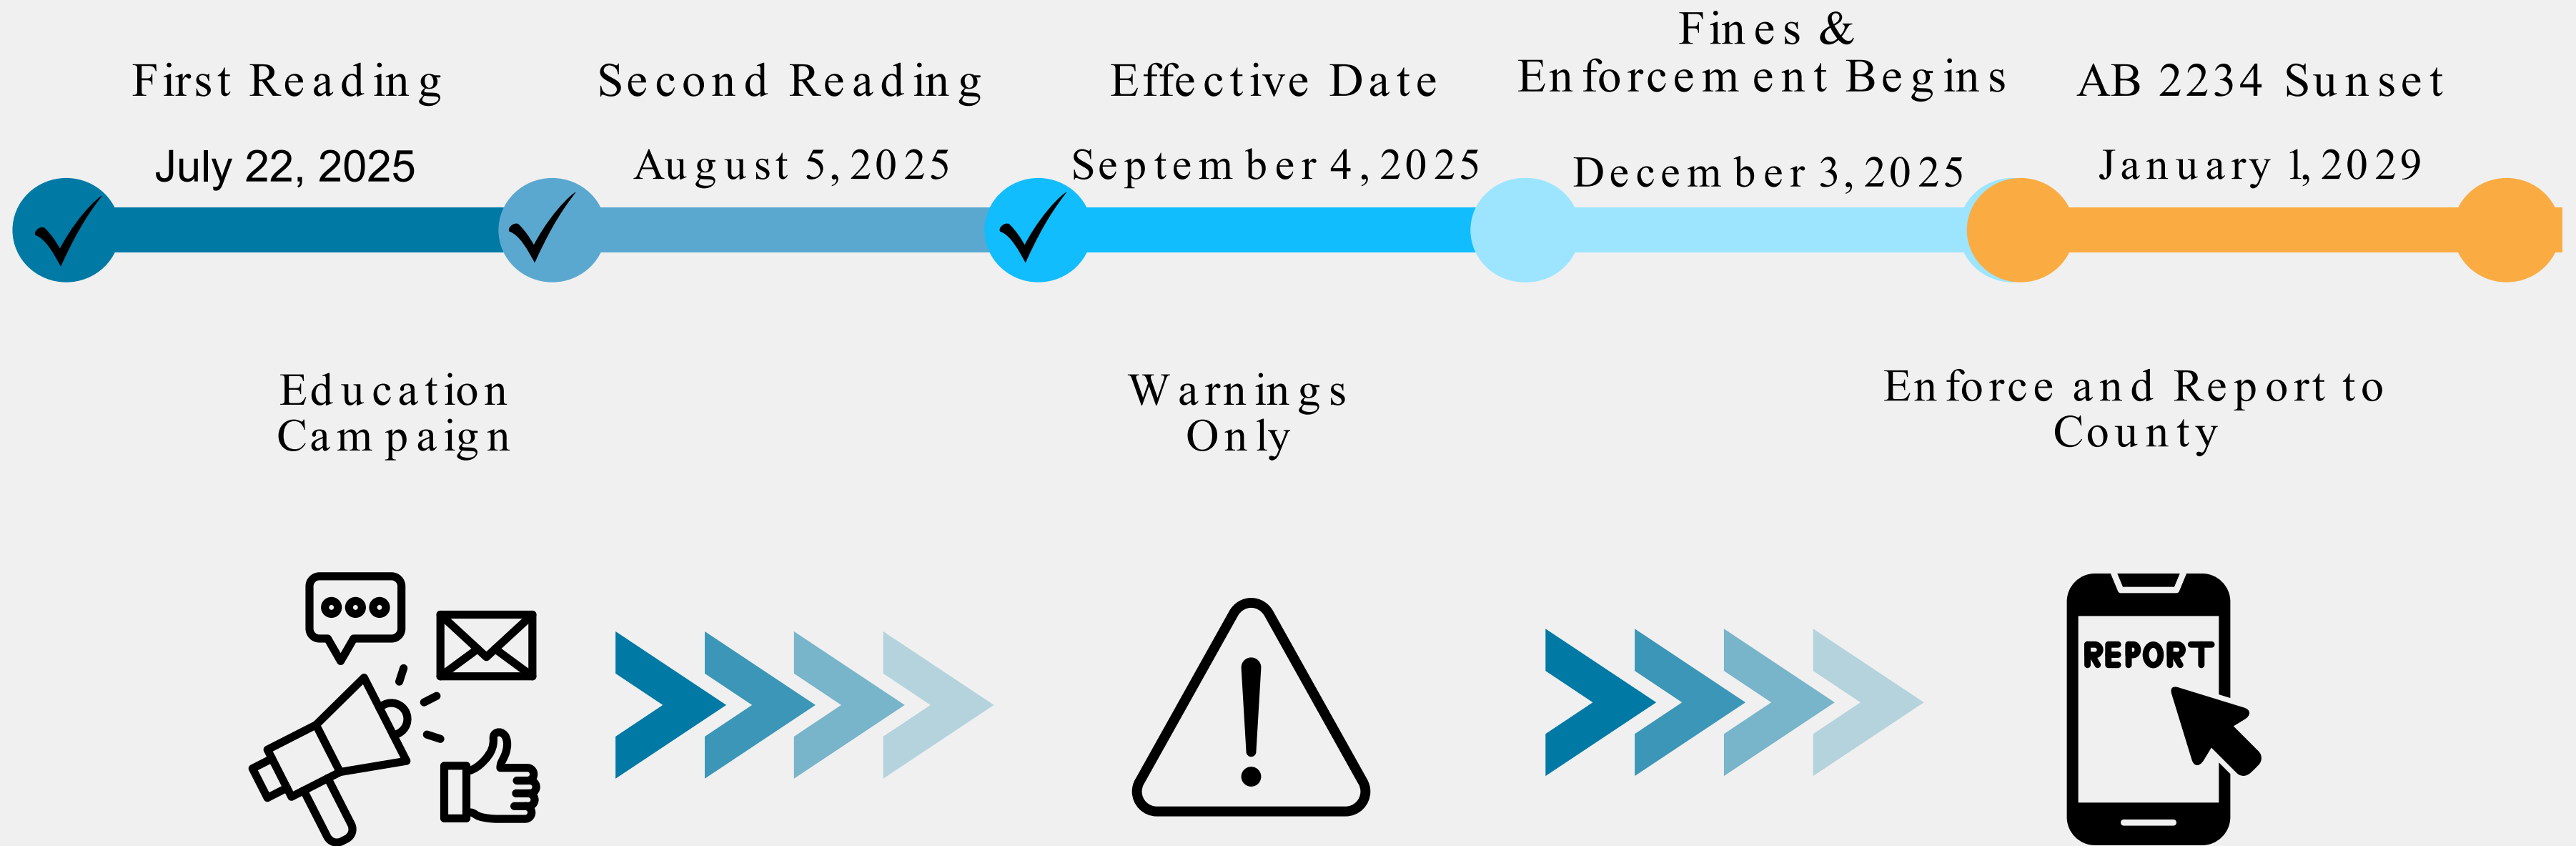 First Reading
July 22, 2025
Second Reading
August 5, 2025
Effective Date
September 4, 2025
Fines &
Enforcement Begins
December 3, 2025
AB 2234 Sunset
January 1, 2029
Education
Campaign
Warnings
Only
Enforce and Report to
County
REPORT